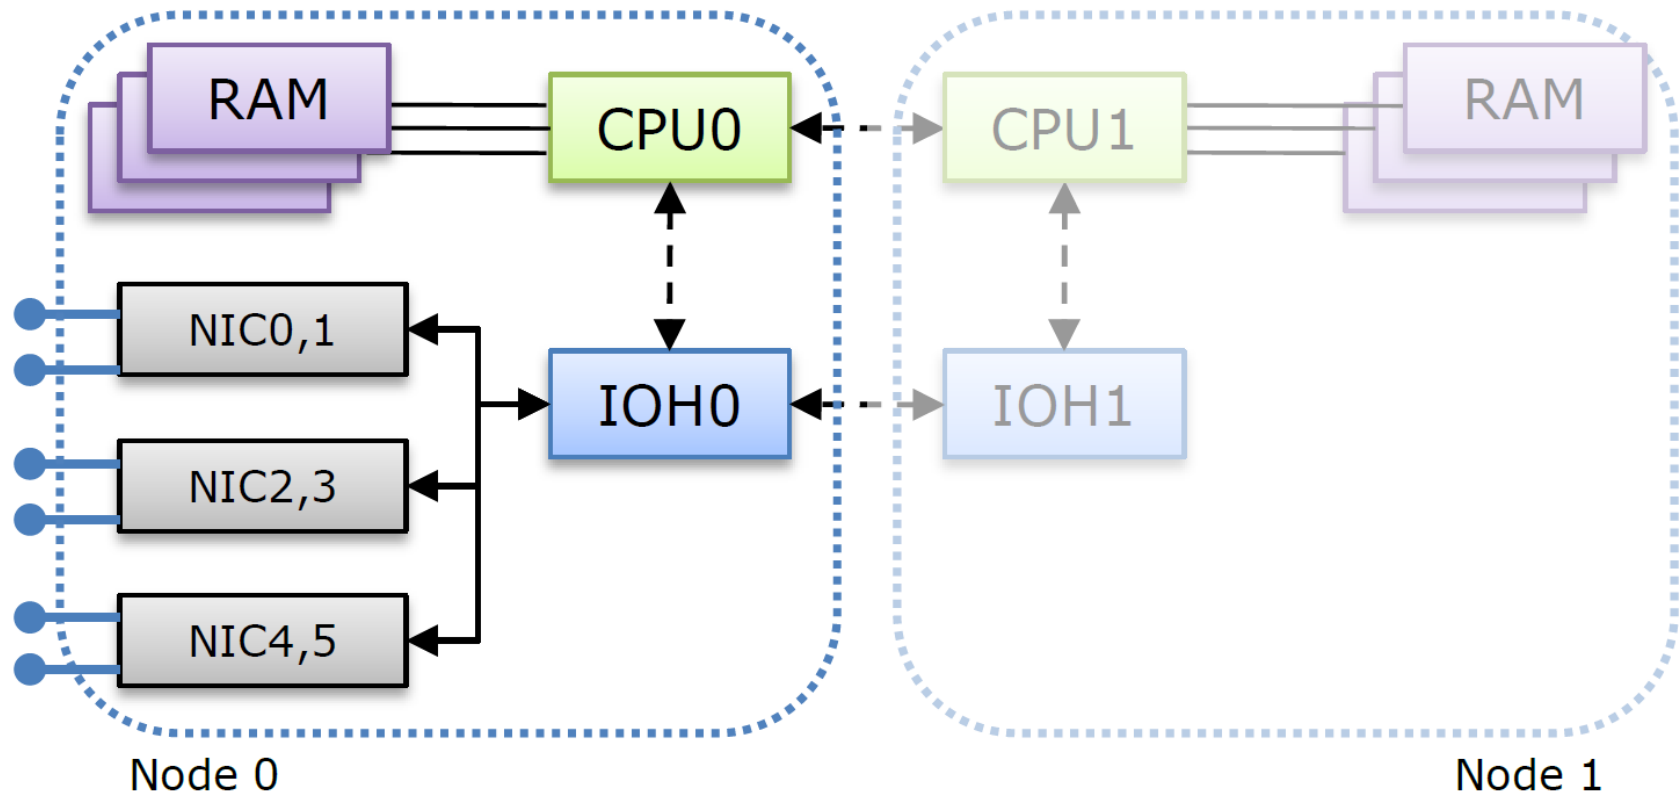 RAM
CPU0
CPU1
RAM
NIC0,1
IOH0
IOH1
NIC2,3
NIC4,5
Node 0
Node 1